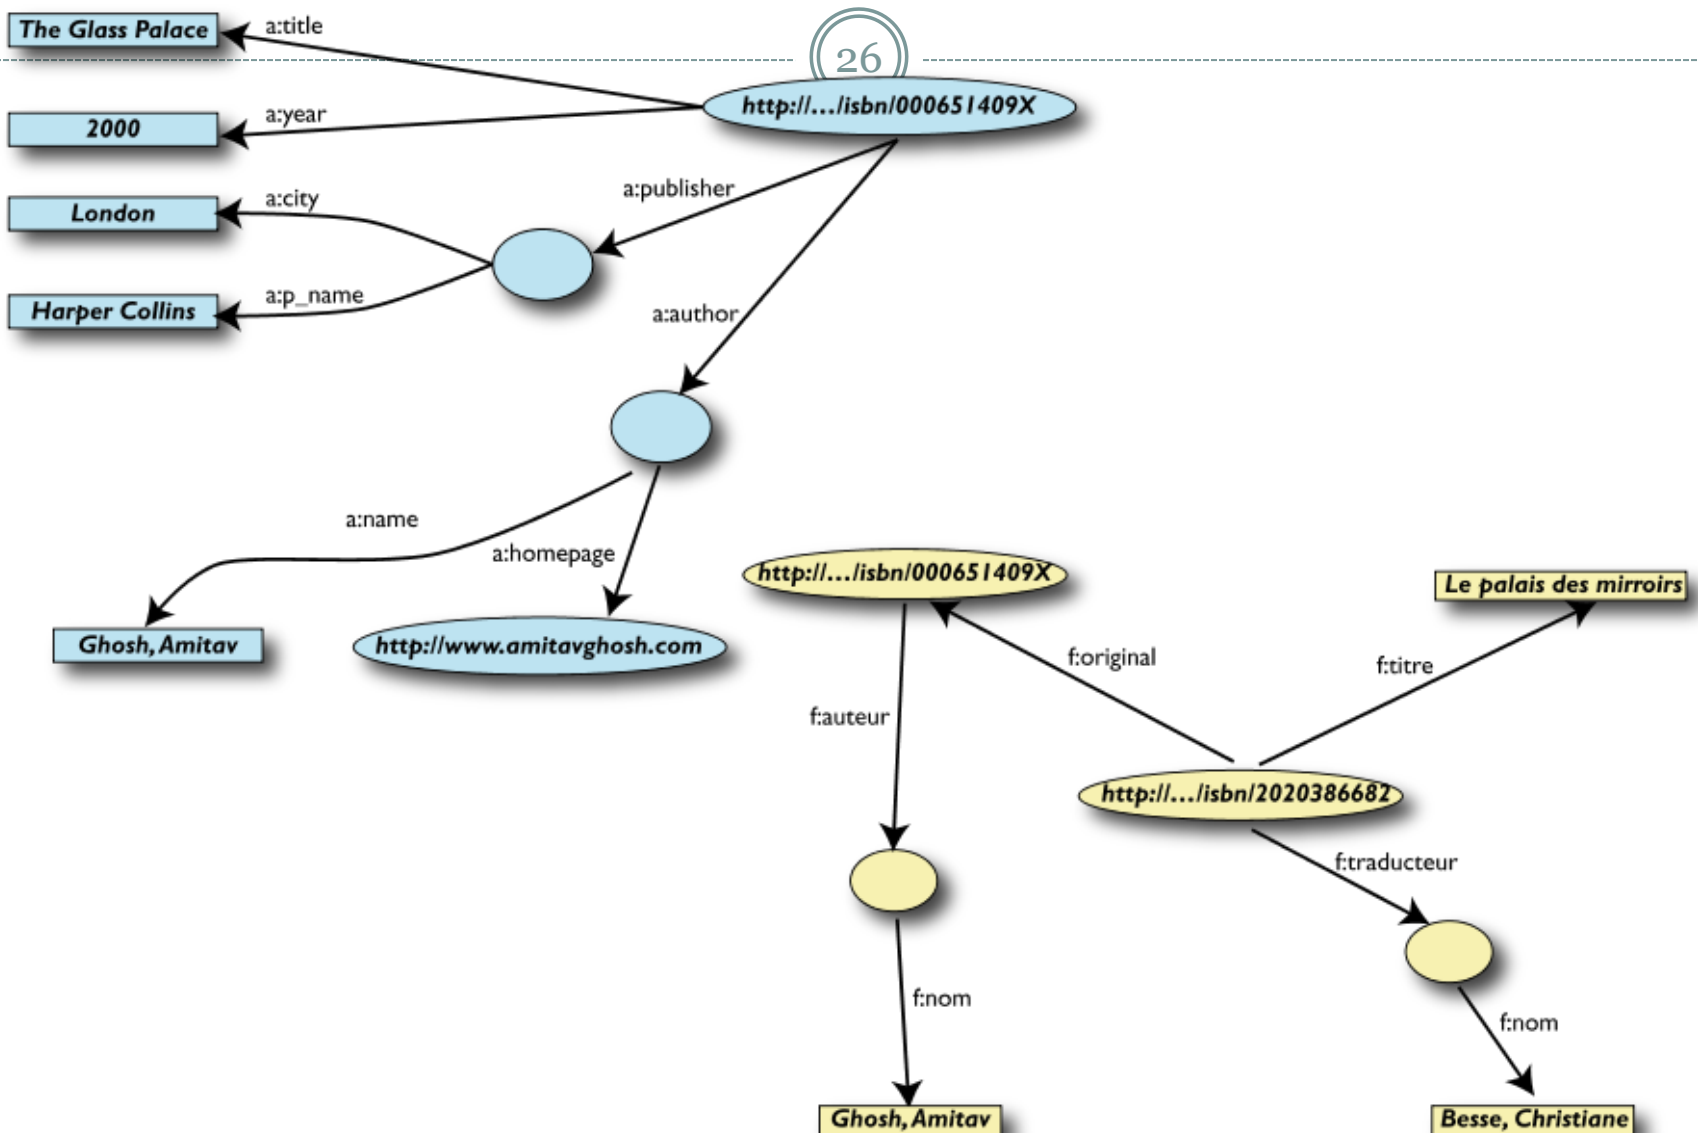 The Glass Palace
a:title
26
http://.../isbn/000651409X
2000
a:year
a:publisher
London
a:city
Harper Collins
a:p_name
a:author
a:name
a:homepage
Ghosh, Amitav
http://www.amitavghosh.com
http://.../isbn/000651409X
Le palais des mirroirs
f:original
f:titre
f:auteur
http://.../isbn/2020386682
f:traducteur
f:nom
f:nom
Ghosh, Amitav
Besse, Christiane